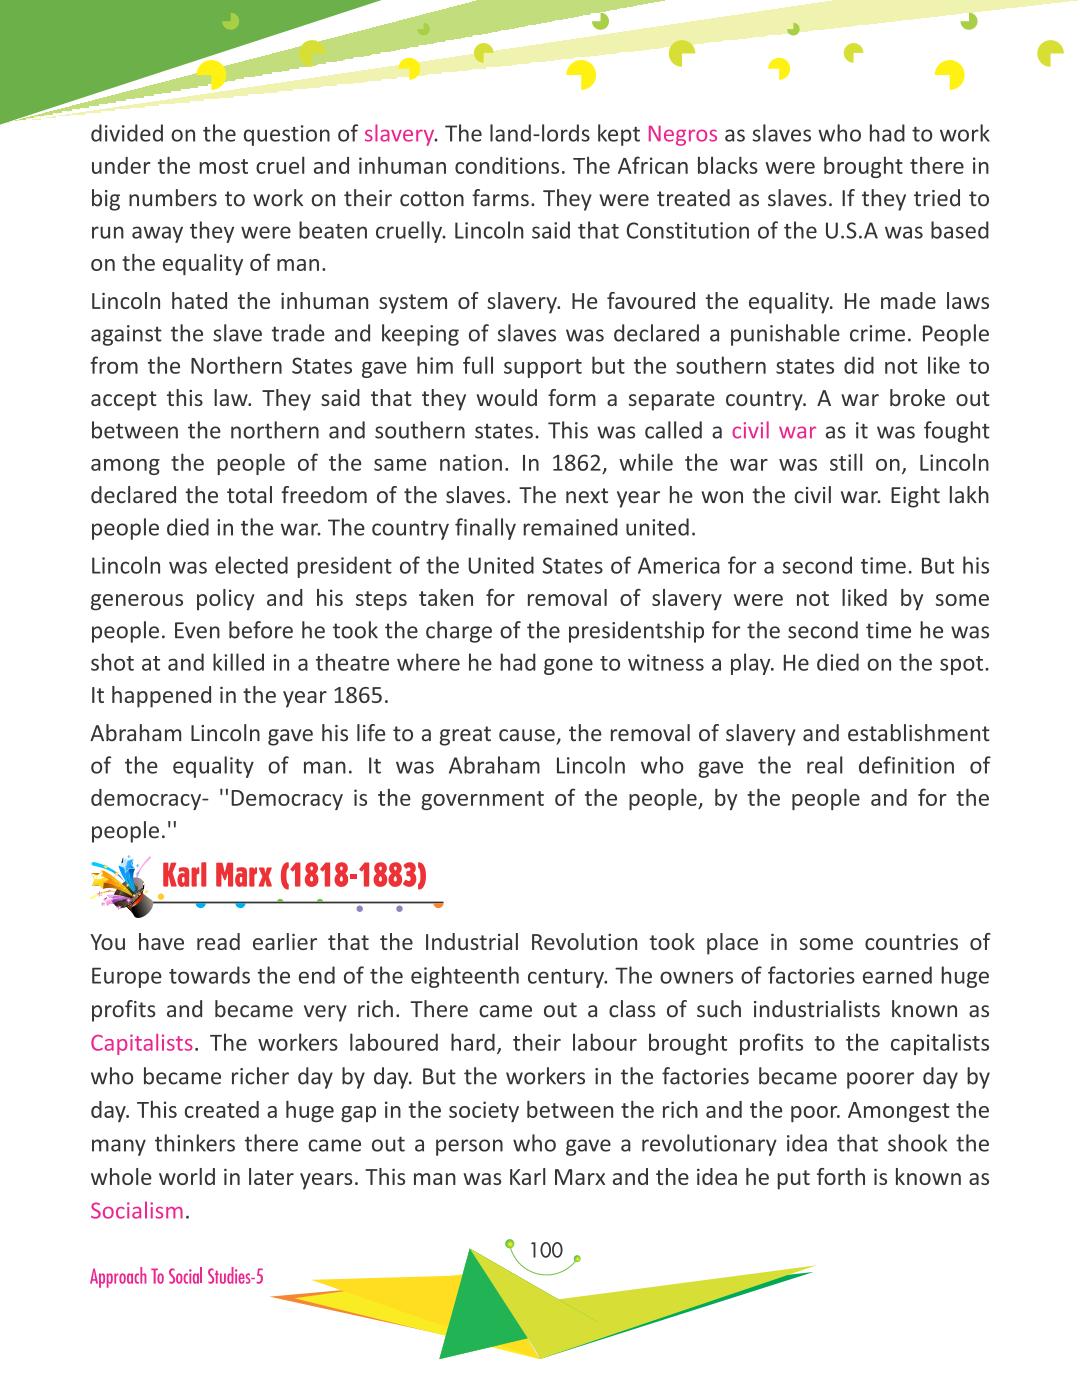 divided on the question of slavery. The land-lords kept Negros as slaves who had to work
under the most cruel and inhuman conditions. The African blacks were brought there in
big numbers to work on their cotton farms. They were treated as slaves. If they tried to
run away they were beaten cruelly. Lincoln said that Constitution of the U.S.A was based
on the equality of man.
Lincoln hated the inhuman system of slavery. He favoured the equality. He made laws
against the slave trade and keeping of slaves was declared a punishable crime. People
from the Northern States gave him full support but the southern states did not like to
accept this law. They said that they would form a separate country. A war broke out
between the northern and southern states. This was called a civil war as it was fought
among the people of the same nation. In 1862, while the war was still on, Lincoln
declared the total freedom of the slaves. The next year he won the civil war. Eight lakh
people died in the war. The country finally remained united.
Lincoln was elected president of the United States of America for a second time. But his
generous policy and his steps taken for removal of slavery were not liked by some
people. Even before he took the charge of the presidentship for the second time he was
shot at and killed in a theatre where he had gone to witness a play. He died on the spot.
It happened in the year 1865.
Abraham Lincoln gave his life to a great cause, the removal of slavery and establishment
of the equality of man. It was Abraham Lincoln who gave the real definition of
democracy- ''Democracy is the government of the people, by the people and for the
people.''
Karl Marx (1818-1883)
You have read earlier that the Industrial Revolution took place in some countries of
Europe towards the end of the eighteenth century. The owners of factories earned huge
profits and became very rich. There came out a class of such industrialists known as
Capitalists. The workers laboured hard, their labour brought profits to the capitalists
who became richer day by day. But the workers in the factories became poorer day by
day. This created a huge gap in the society between the rich and the poor. Amongest the
many thinkers there came out a person who gave a revolutionary idea that shook the
whole world in later years. This man was Karl Marx and the idea he put forth is known as
Socialism.
100
Approach To Social Studies-5